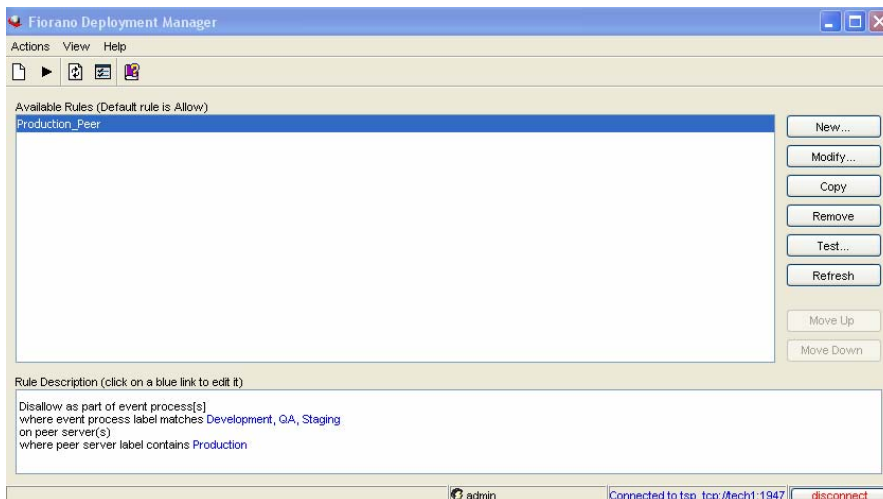 Fiorano Deployment Manager
Actions View Help
Available Rules (Default rule is Allow)
Production_Peer
New...
Modify...
Copy
Remove
Test...
Refresh
Move Up
Move Down
Rule Description (click on a blue link to edit it)
Disallow as part of event process[s]
where event process label matches Development, QA, Staging
on peer server(s)
where peer server label contains Production
admin Connected to tsp_tcp://tech1:1947 disconnect